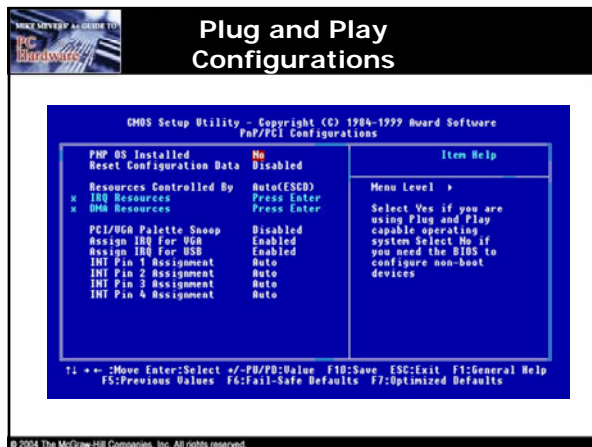 MIKE MEYERS' A+ GUIDE TO
PC
Hardware
Plug and Play
Configurations
CMOS Setup Utility - Copyright (C) 1984-1999 Award Software
PnP/PCI Configurations
PNP OS Installed No
Reset Configuration Data Disabled
Resources Controlled By Auto(ESCD)
x IRQ Resources Press Enter
x DMA Resources Press Enter
PCI/VGA Palette Snoop Disabled
Assign IRQ For VGA Enabled
Assign IRQ For USB Enabled
INT Pin 1 Assignment Auto
INT Pin 2 Assignment Auto
INT Pin 3 Assignment Auto
INT Pin 4 Assignment Auto
Item Help
Menu Level ▸
Select Yes if you are
using Plug and Play
capable operating
system Select No if
you need the BIOS to
configure non-boot
devices
↑↓→← :Move Enter:Select +/-PU/PD:Value F10:Save ESC:Exit F1:General Help
F5:Previous Values F6:Fail-Safe Defaults F7:Optimized Defaults
© 2004 The McGraw-Hill Companies, Inc. All rights reserved.